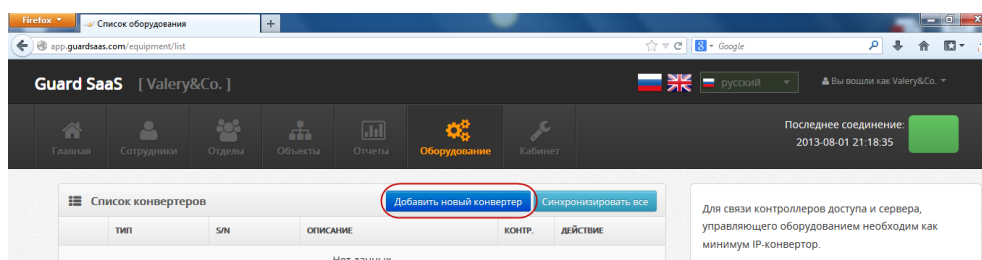 Firefox
Список оборудования
app.guardsaas.com/equipment/list
Google
Guard SaaS [ Valery&Co. ]
русский
Вы вошли как Valery&Co.
Главная
Сотрудники
Отделы
Объекты
Отчеты
Оборудование
Кабинет
Последнее соединение:
2013-08-01 21:18:35
Список конвертеров
Добавить новый конвертер
Синхронизировать все
ТИП S/N ОПИСАНИЕ КОНТР. ДЕЙСТВИЕ
Нет данных
Для связи контроллеров доступа и сервера,
управляющего оборудованием необходим как
минимум IP-конвертор.